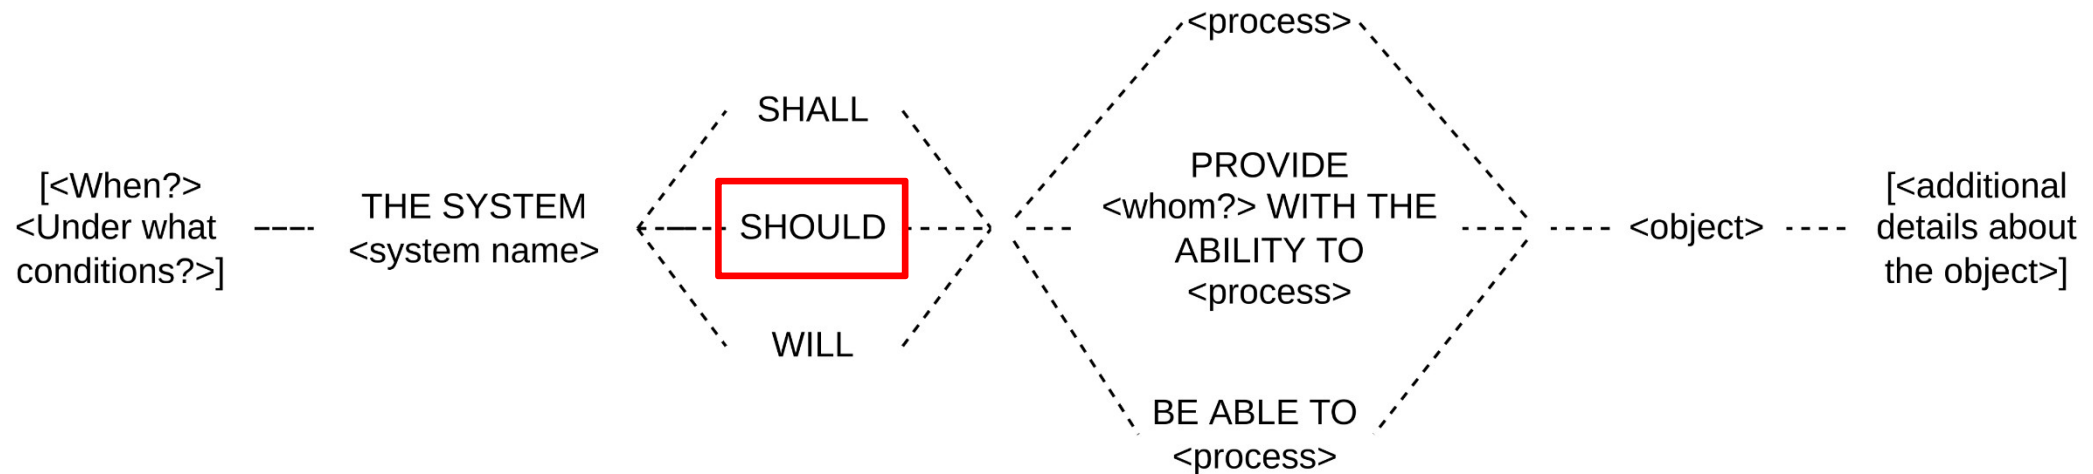 [<When?>
<Under what
conditions?>]
THE SYSTEM
<system name>
SHALL
SHOULD
WILL
<process>
PROVIDE
<whom?> WITH THE
ABILITY TO
<process>
BE ABLE TO
<process>
<object>
[<additional
details about
the object>]